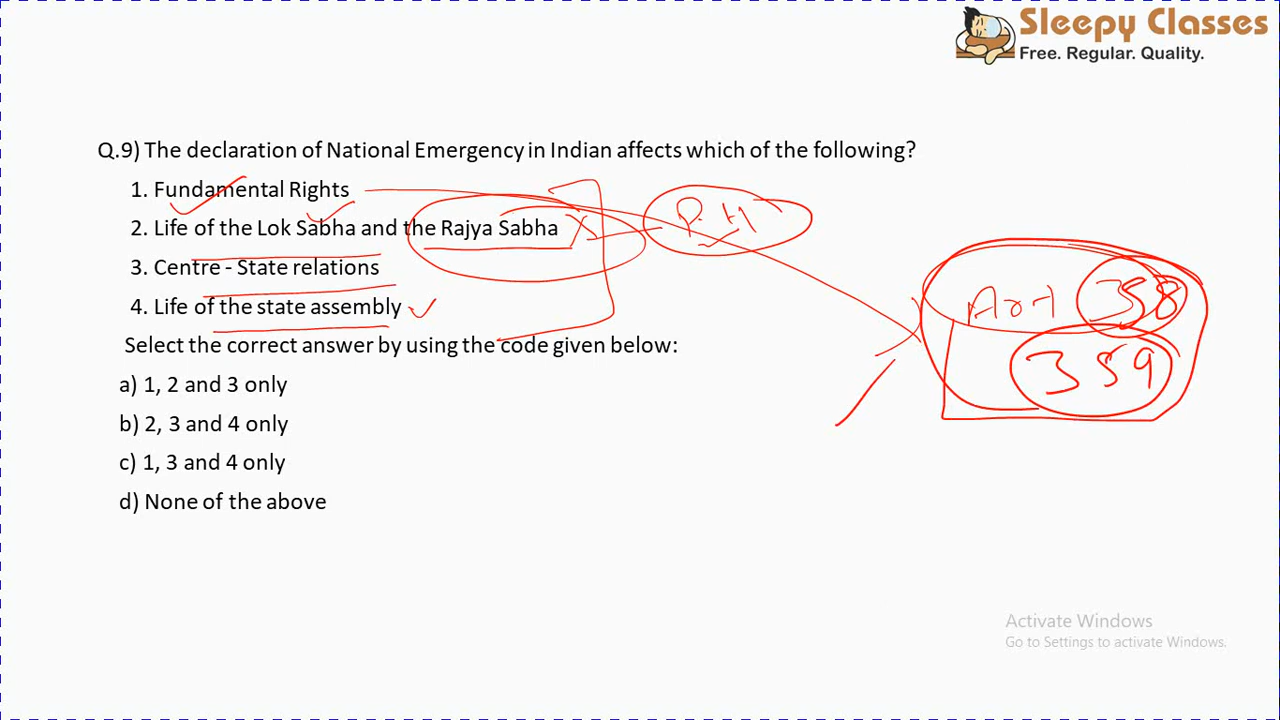 Sleepy Classes
Free. Regular. Quality.
Q.9) The declaration of National Emergency in Indian affects which of the following?
1. Fundamental Rights
2. Life of the Lok Sabha and the Rajya Sabha
3. Centre - State relations
4. Life of the state assembly
Select the correct answer by using the code given below:
a) 1, 2 and 3 only
b) 2, 3 and 4 only
c) 1, 3 and 4 only
d) None of the above
P. H
Art 358
359
Activate Windows
Go to Settings to activate Windows.